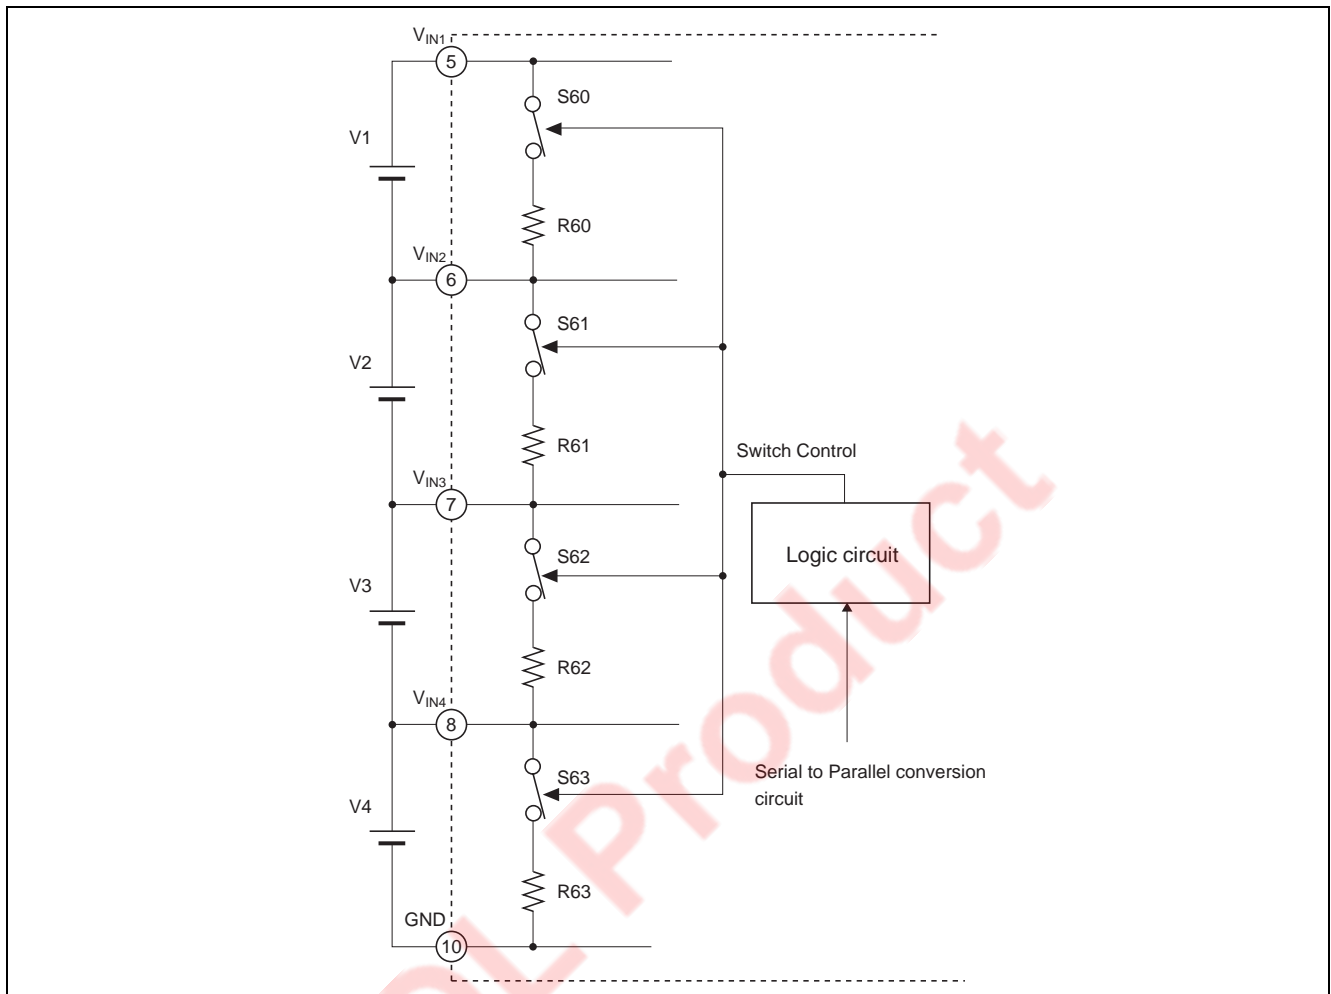 VIN1
5
S60
V1
R60
VIN2
6
S61
V2
R61
Switch Control
VIN3
7
S62
Logic circuit
V3
R62
VIN4
8
S63
Serial to Parallel conversion
circuit
V4
R63
GND
10
OL Product